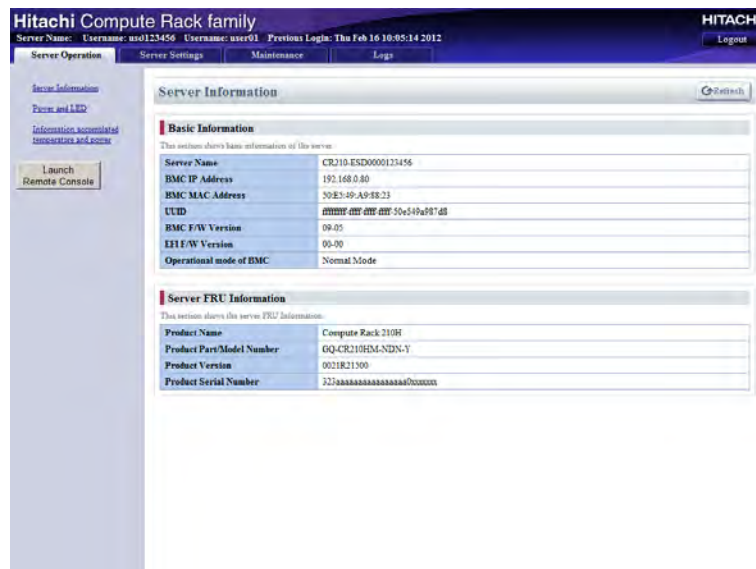 Hitachi Compute Rack family
HITACHI
Server Name: Username: usd123456 Username: user01 Previous Login: Thu Feb 16 10:05:14 2012
Logout
Server Operation Server Settings Maintenance Logs
Server Information
Power and LED
Information accumulated
temperature and power
Launch
Remote Console
Server Information
Refresh
Basic Information
This section shows basic information of the server.
Server Name CR210-ESD0000123456
BMC IP Address 192.168.0.80
BMC MAC Address 50:E5:49:A9:88:23
UUID ffffffff-ffff-ffff-ffff-50e549a987d8
BMC F/W Version 09-05
EFI F/W Version 00-00
Operational mode of BMC Normal Mode
Server FRU Information
This section shows the server FRU Information.
Product Name Compute Rack 210H
Product Part/Model Number GQ-CR210HM-NDN-Y
Product Version 0021R21500
Product Serial Number